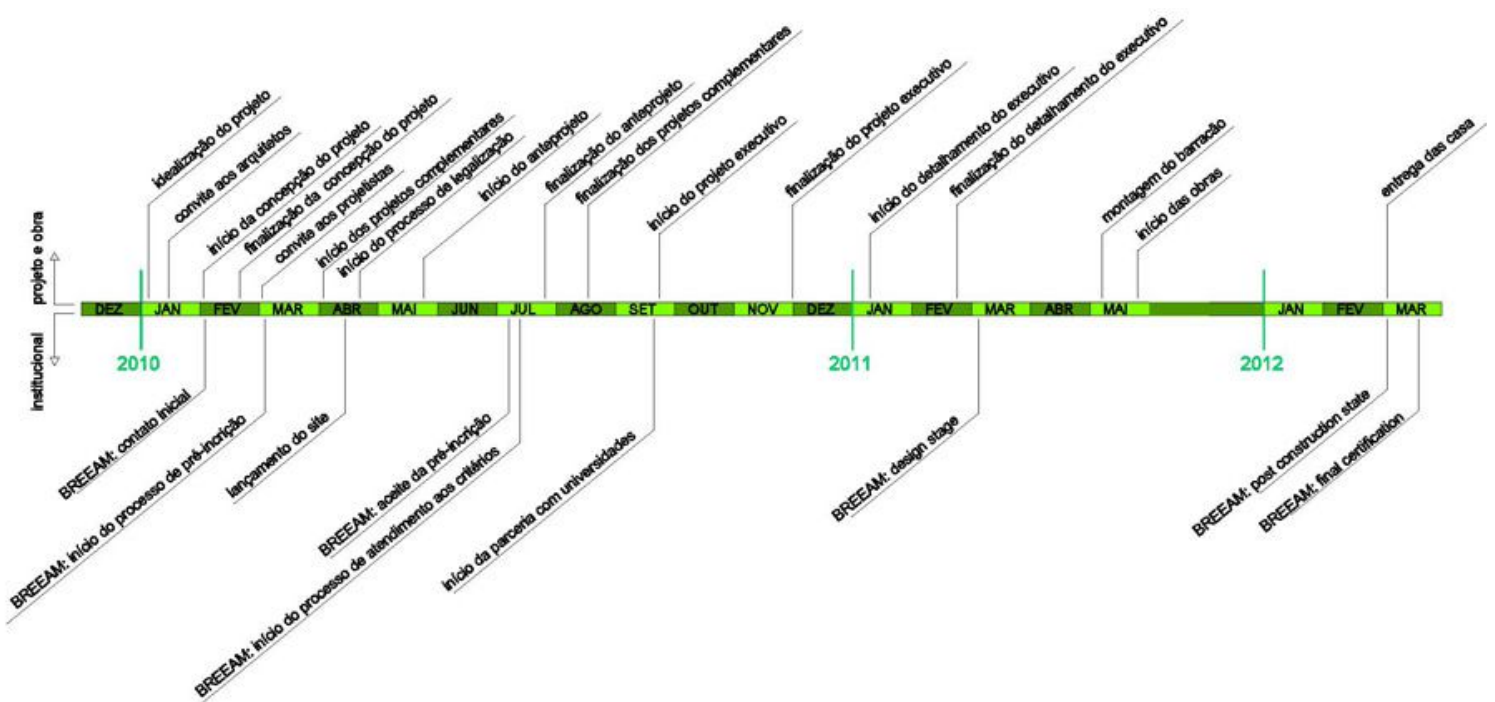 idealização do projeto
convite aos arquitetos
início da concepção do projeto
finalização da concepção do projeto
convite aos projetistas
início dos projetos complementares
início do processo de legalização
início do anteprojeto
finalização do anteprojeto
finalização dos projetos complementares
início do projeto executivo
finalização do projeto executivo
início do detalhamento do executivo
finalização do detalhamento do executivo
montagem do barracão
início das obras
entrega das casa
projeto e obra
DEZ JAN FEV MAR ABR MAI JUN JUL AGO SET OUT NOV DEZ JAN FEV MAR ABR MAI JAN FEV MAR
institucional
2010 2011 2012
BREEAM: contato inicial
BREEAM: início do processo de pré-incrição
lançamento do site
BREEAM: aceite da pré-incrição
BREEAM: início do processo de atendimento aos critérios
início da parceria com universidades
BREEAM: design stage
BREEAM: post construction state
BREEAM: final certification